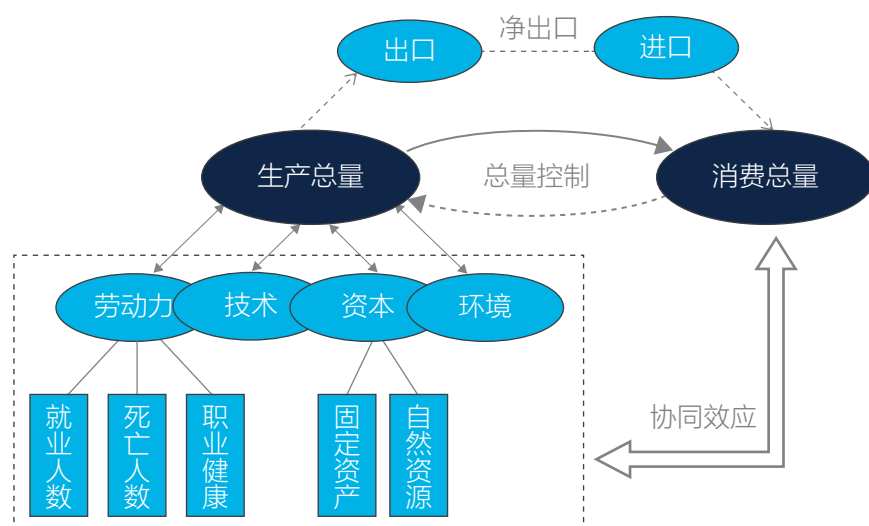 净出口
出口
进口
生产总量
总量控制
消费总量
劳动力
技术
资本
环境
就业人数
死亡人数
职业健康
固定资产
自然资源
协同效应